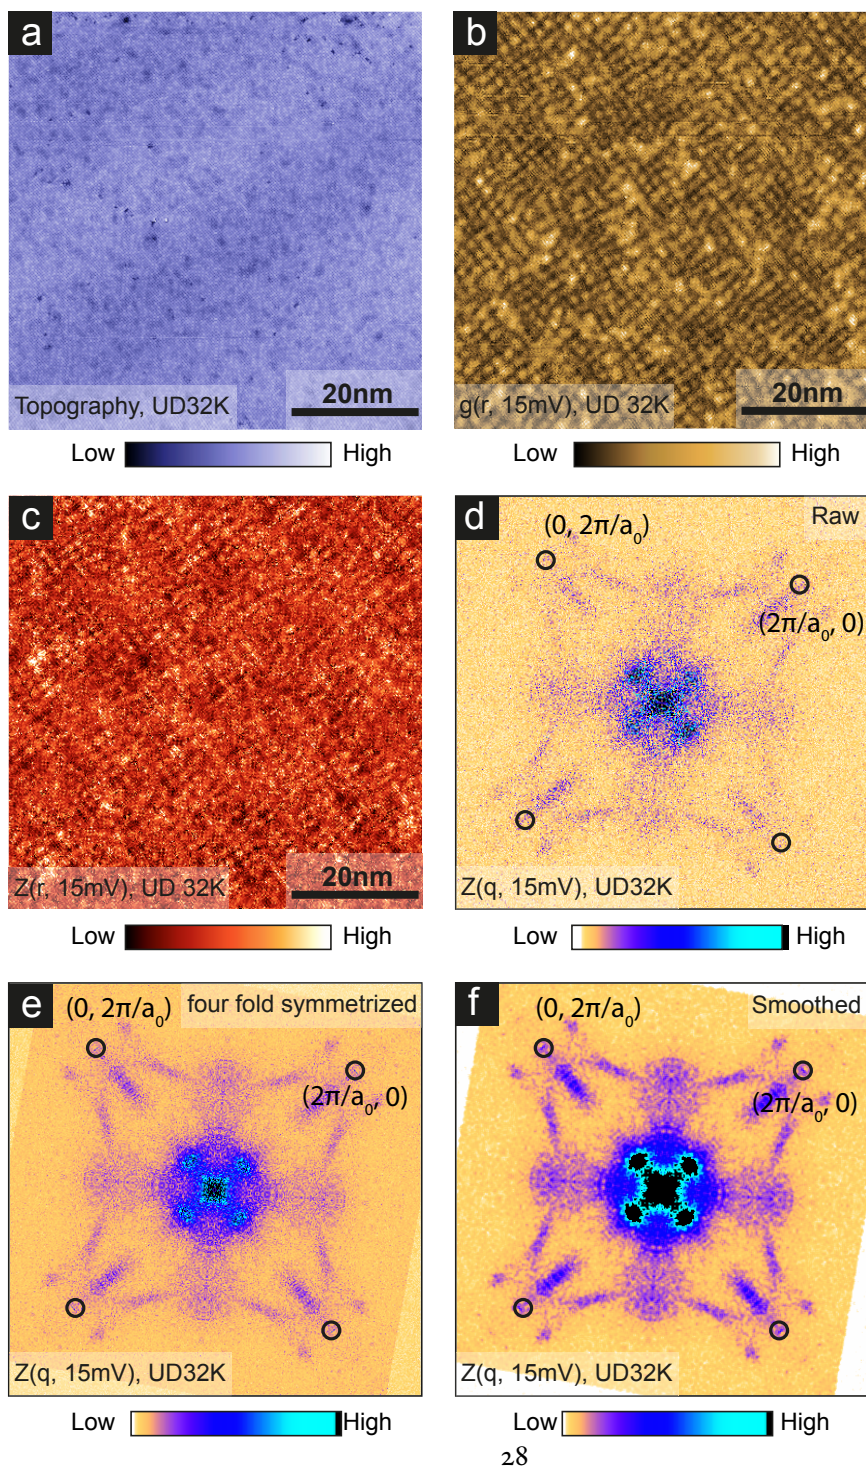 a
b
20nm
Topography, UD32K
20nm
g(r, 15mV), UD 32K
Low High
Low High
c
20nm
Z(r, 15mV), UD 32K
Low High
d
Raw
(0, 2π/a₀)
(2π/a₀, 0)
Z(q, 15mV), UD32K
Low High
e
(0, 2π/a₀)
four fold symmetrized
(2π/a₀, 0)
Z(q, 15mV), UD32K
Low High
f
(0, 2π/a₀)
Smoothed
(2π/a₀, 0)
Z(q, 15mV), UD32K
Low High
28